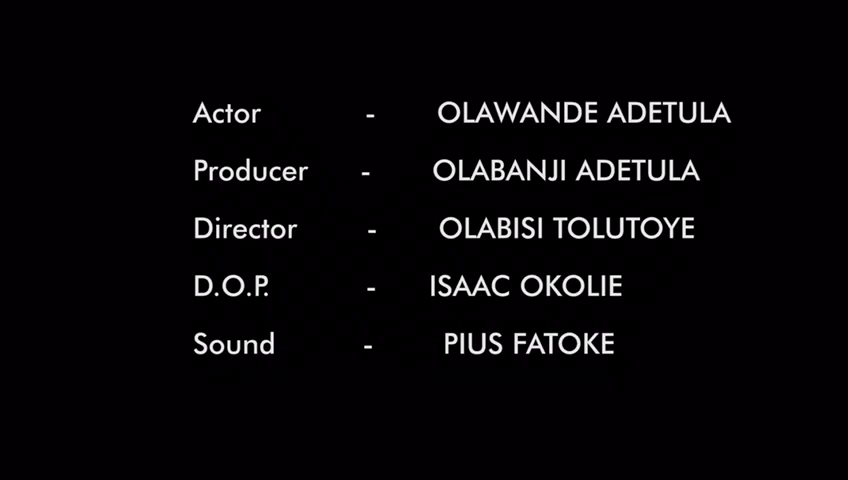 Actor - OLAWANDE ADETULA
Producer - OLABANJI ADETULA
Director - OLABISI TOLUTOYE
D.O.P. - ISAAC OKOLIE
Sound - PIUS FATOKE